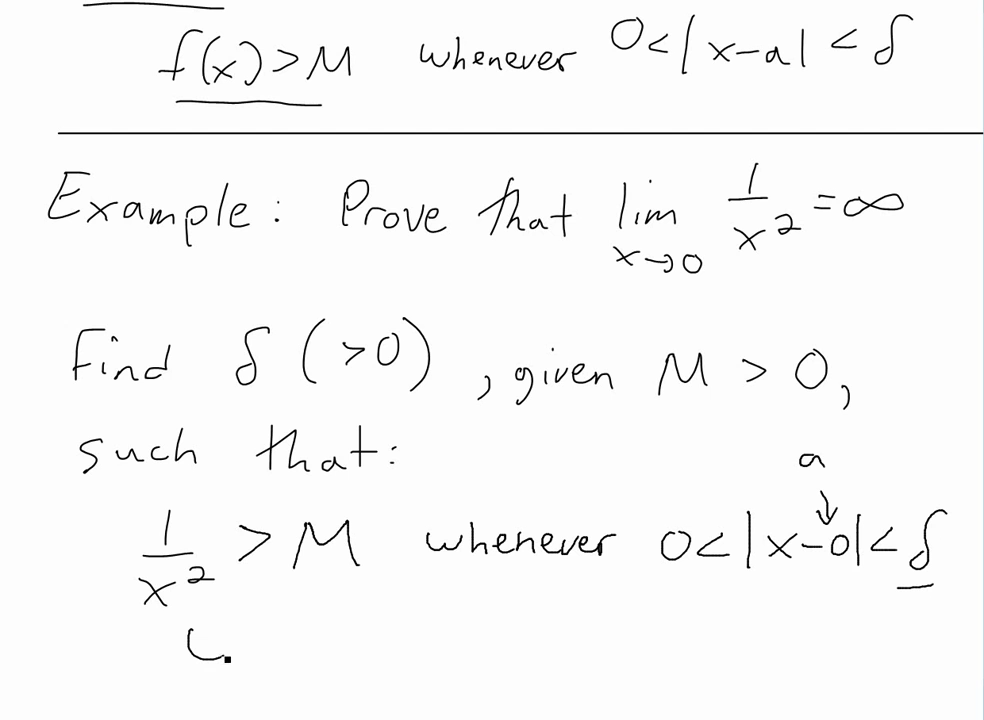 f(x) > M whenever 0 < |x-a| < δ
Example: Prove that lim x→0 1/x² = ∞
Find δ (>0), given M > 0,
such that:
a
↓
1/x² > M whenever 0 < |x-0| < δ